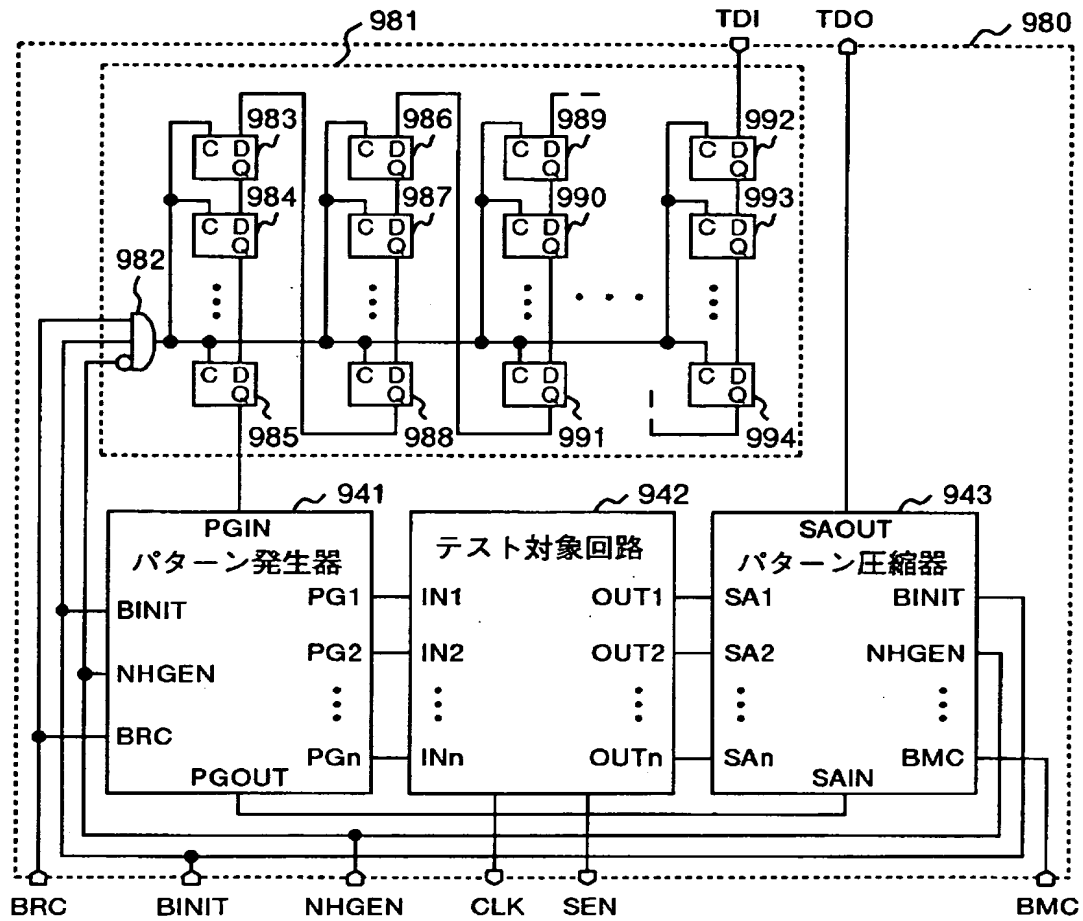 981
TDI
TDO
980
983
986
989
992
C D
Q
C D
Q
C D
Q
C D
Q
984
987
990
993
C D
Q
C D
Q
C D
Q
C D
Q
982
C D
Q
C D
Q
C D
Q
C D
Q
985
988
991
994
941
942
943
PGIN
パターン発生器
BINIT
NHGEN
BRC
PG1
PG2
PGn
PGOUT
テスト対象回路
IN1
IN2
INn
OUT1
OUT2
OUTn
SAOUT
パターン圧縮器
SA1
SA2
SAn
BINIT
NHGEN
BMC
SAIN
BRC
BINIT
NHGEN
CLK
SEN
BMC